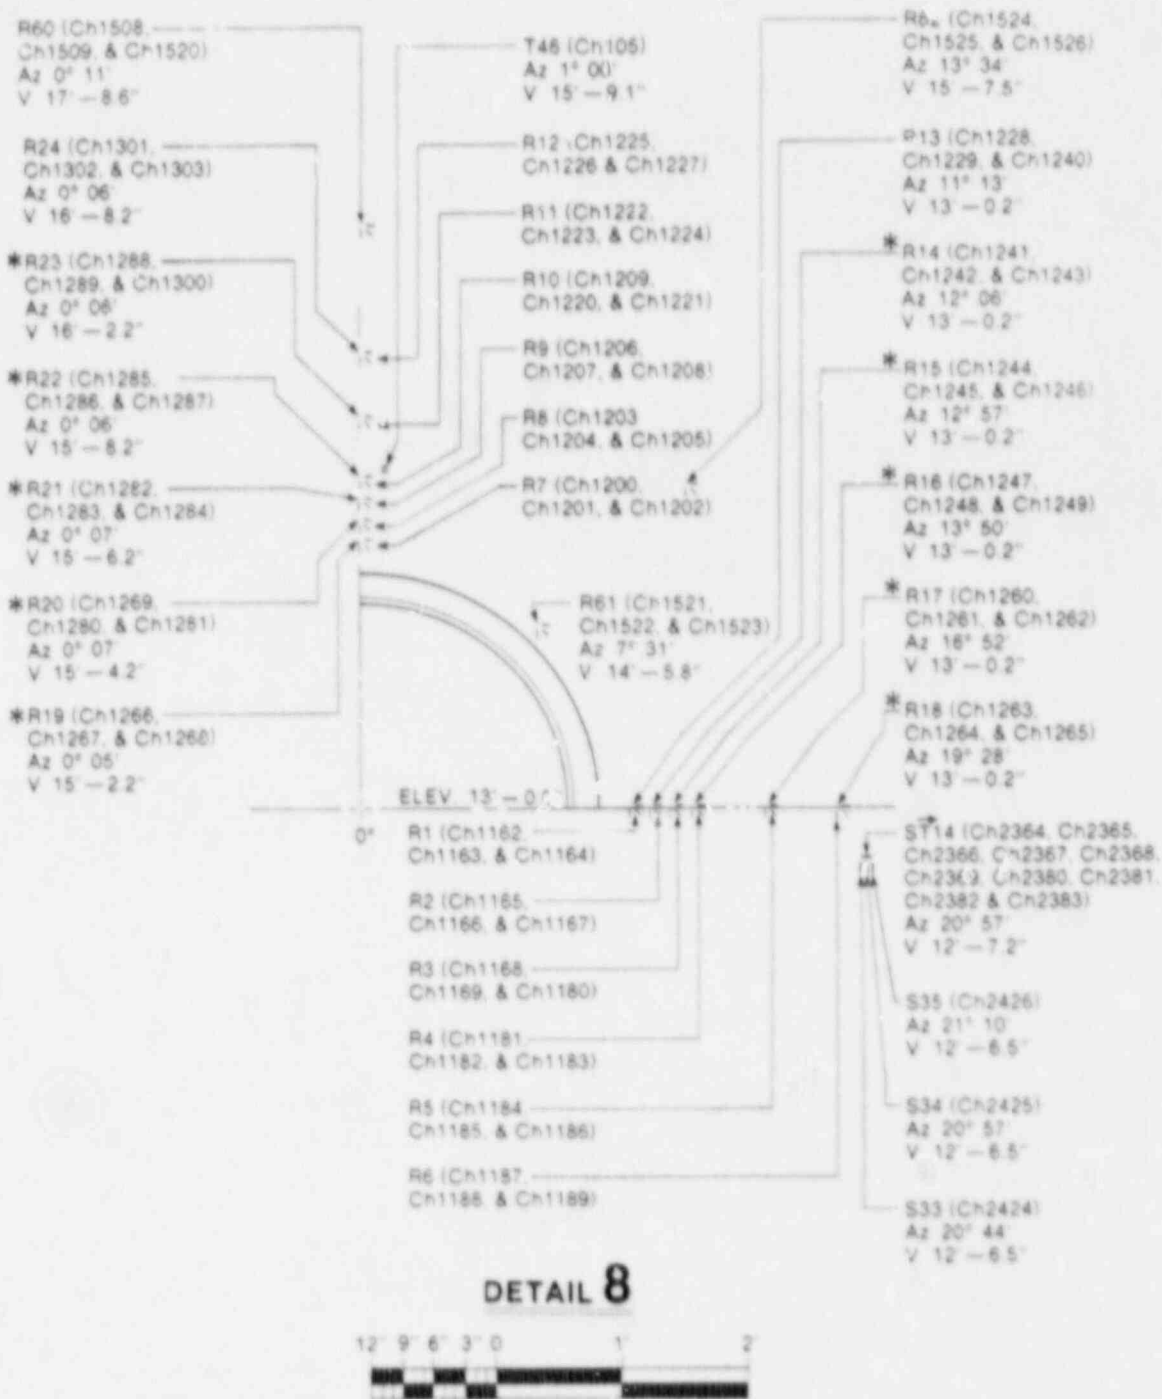 R60 (Ch1508,
Ch1509, & Ch1520)
Az 0° 11'
V 17' — 8.6"
R24 (Ch1301,
Ch1302, & Ch1303)
Az 0° 06'
V 16' — 8.2"
*R23 (Ch1288,
Ch1289, & Ch1300)
Az 0° 06'
V 16' — 2.2"
*R22 (Ch1285,
Ch1286, & Ch1287)
Az 0° 06'
V 15' — 8.2"
*R21 (Ch1282,
Ch1283, & Ch1284)
Az 0° 07'
V 15' — 6.2"
*R20 (Ch1269,
Ch1280, & Ch1281)
Az 0° 07'
V 15' — 4.2"
*R19 (Ch1266,
Ch1267, & Ch1268)
Az 0° 05'
V 15' — 2.2"
T46 (Ch105)
Az 1° 00'
V 15' — 9.1"
R12 (Ch1225,
Ch1226 & Ch1227)
R11 (Ch1222,
Ch1223, & Ch1224)
R10 (Ch1209,
Ch1220, & Ch1221)
R9 (Ch1206,
Ch1207, & Ch1208)
R8 (Ch1203
Ch1204, & Ch1205)
R7 (Ch1200,
Ch1201, & Ch1202)
R61 (Ch1521,
Ch1522, & Ch1523)
Az 7° 31'
V 14' — 5.8"
(Ch1524,
Ch1525, & Ch1526)
Az 13° 34'
V 15' — 7.5"
R13 (Ch1228,
Ch1229, & Ch1240)
Az 11° 13'
V 13' — 0.2"
*R14 (Ch1241,
Ch1242, & Ch1243)
Az 12° 06'
V 13' — 0.2"
*R15 (Ch1244,
Ch1245, & Ch1246)
Az 12° 57'
V 13' — 0.2"
*R16 (Ch1247,
Ch1248, & Ch1249)
Az 13° 50'
V 13' — 0.2"
*R17 (Ch1260,
Ch1261, & Ch1262)
Az 16° 52'
V 13' — 0.2"
*R18 (Ch1263,
Ch1264, & Ch1265)
Az 19° 28'
V 13' — 0.2"
ELEV 13' —
0°
R1 (Ch1162,
Ch1163, & Ch1164)
R2 (Ch1165,
Ch1166, & Ch1167)
R3 (Ch1168,
Ch1169, & Ch1180)
R4 (Ch1181,
Ch1182, & Ch1183)
R5 (Ch1184
Ch1185, & Ch1186)
R6 (Ch1187,
Ch1188, & Ch1189)
ST14 (Ch2364, Ch2365,
Ch2366, Ch2367, Ch2368,
Ch2369, Ch2380, Ch2381,
Ch2382 & Ch2383)
Az 20° 57'
V 12' — 7.2"
S35 (Ch2426)
Az 21° 10'
V 12' — 6.5"
S34 (Ch2425)
Az 20° 57'
V 12' — 6.5"
S33 (Ch2424)
Az 20° 44'
V 12' — 6.5"
DETAIL 8
12" 9" 6" 3" 0 1' 2'